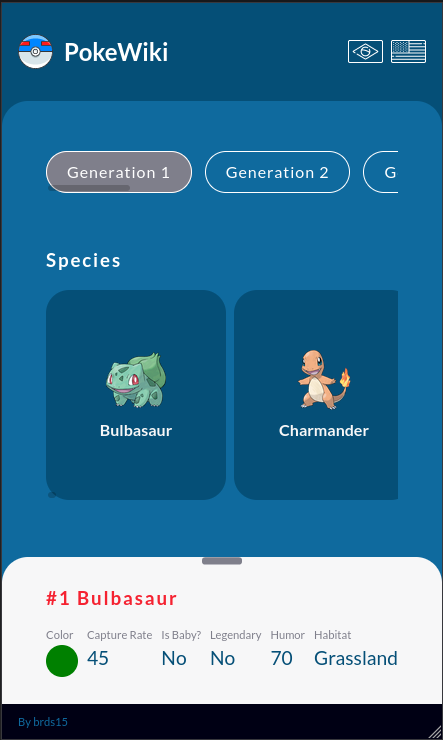 PokeWiki
Generation 1 Generation 2 G
Species
Bulbasaur Charmander
#1 Bulbasaur
Color Capture Rate Is Baby? Legendary Humor Habitat
45 No No 70 Grassland
By brds15